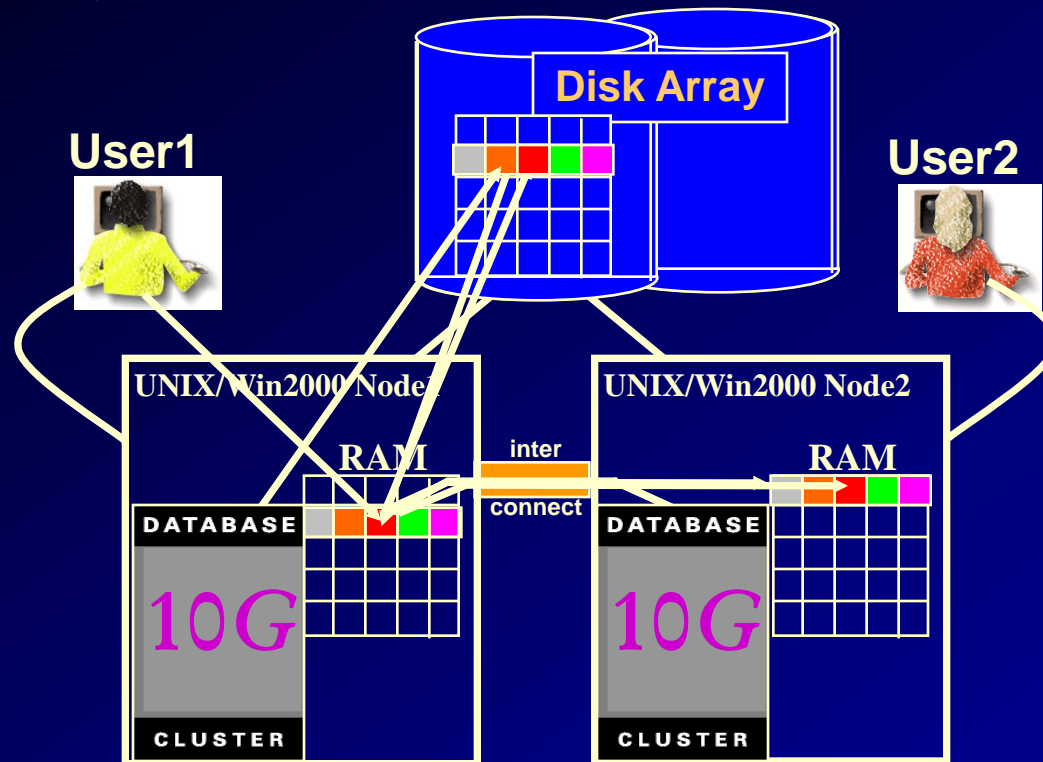 Disk Array
User1
User2
UNIX/Win2000 Node1
UNIX/Win2000 Node2
RAM
inter
connect
RAM
DATABASE
10G
CLUSTER
DATABASE
10G
CLUSTER